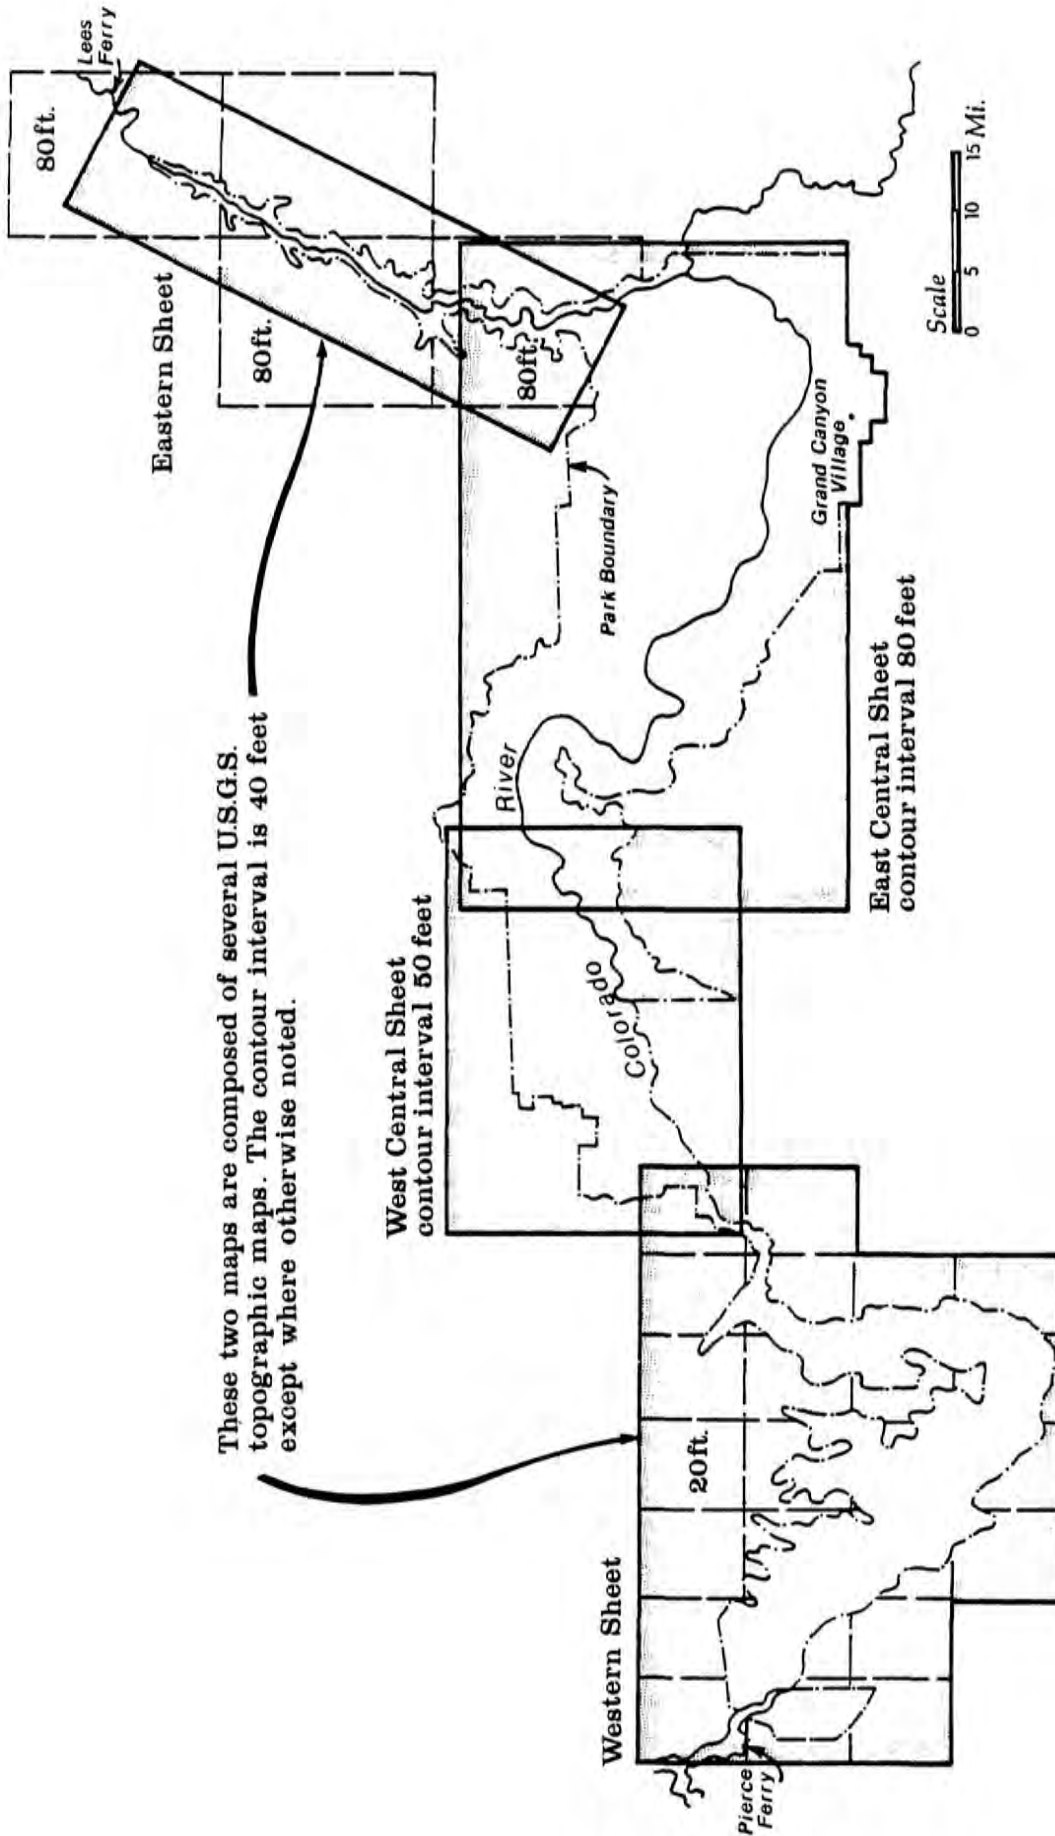 These two maps are composed of several U.S.G.S.
topographic maps. The contour interval is 40 feet
except where otherwise noted.
Eastern Sheet
Lees
Ferry
80ft.
80ft.
80ft.
West Central Sheet
contour interval 50 feet
River
Colorado
Park Boundary
Grand Canyon
Village
East Central Sheet
contour interval 80 feet
Scale
0 5 10 15 Mi.
Western Sheet
20ft.
Pierce
Ferry